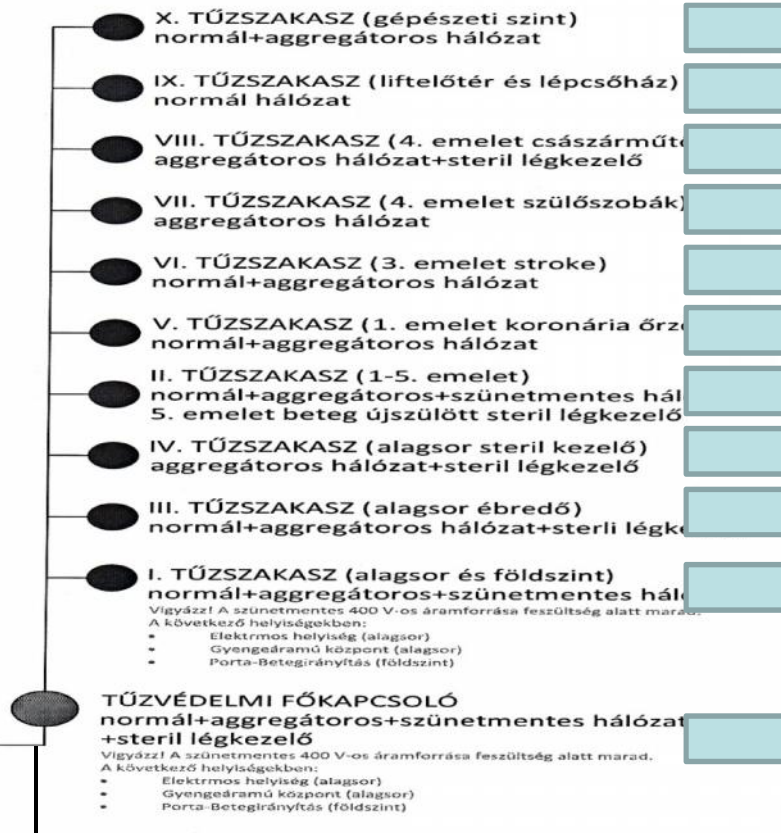 X. TŰZSZAKASZ (gépészeti szint)
normál+aggregátoros hálózat
IX. TŰZSZAKASZ (liftelőtér és lépcsőház)
normál hálózat
VIII. TŰZSZAKASZ (4. emelet császárműt
aggregátoros hálózat+steril légkezelő
VII. TŰZSZAKASZ (4. emelet szülőszobák)
aggregátoros hálózat
VI. TŰZSZAKASZ (3. emelet stroke)
normál+aggregátoros hálózat
V. TŰZSZAKASZ (1. emelet koronária őrz
normál+aggregátoros hálózat
II. TŰZSZAKASZ (1-5. emelet)
normál+aggregátoros+szünetmentes hál
5. emelet beteg újszülött steril légkezelő
IV. TŰZSZAKASZ (alagsor steril kezelő)
aggregátoros hálózat+steril légkezelő
III. TŰZSZAKASZ (alagsor ébredő)
normál+aggregátoros hálózat+sterli légk
I. TŰZSZAKASZ (alagsor és földszint)
normál+aggregátoros+szünetmentes hál
Vigyázz! A szünetmentes 400 V-os áramforrása feszültség alatt marad.
A következő helyiségekben:
• Elektrmos helyiség (alagsor)
• Gyengeáramú központ (alagsor)
• Porta-Betegirányítás (földszint)
TŰZVÉDELMI FŐKAPCSOLÓ
normál+aggregátoros+szünetmentes hálózat
+steril légkezelő
Vigyázz! A szünetmentes 400 V-os áramforrása feszültség alatt marad.
A következő helyiségekben:
• Elektrmos helyiség (alagsor)
• Gyengeáramú központ (alagsor)
• Porta-Betegirányítás (földszint)